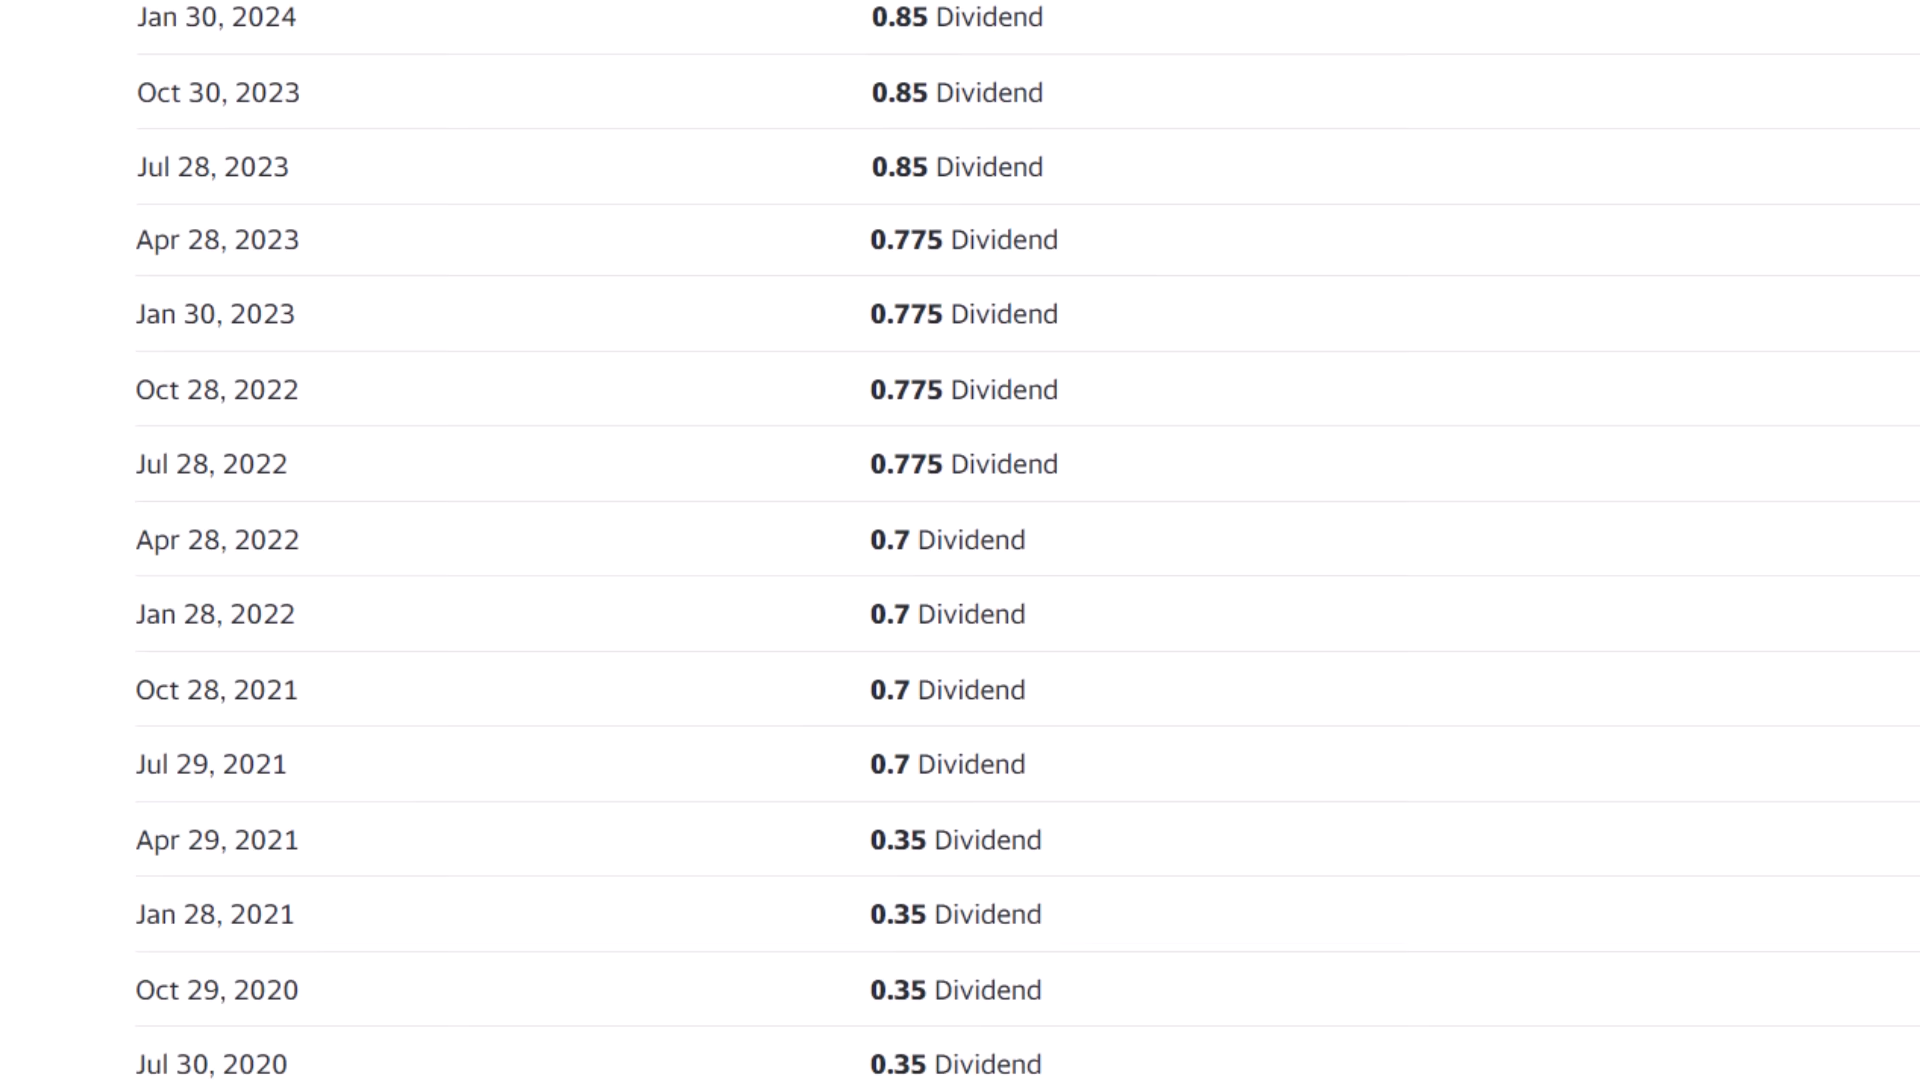 Jan 30, 2024 0.85 Dividend
Oct 30, 2023 0.85 Dividend
Jul 28, 2023 0.85 Dividend
Apr 28, 2023 0.775 Dividend
Jan 30, 2023 0.775 Dividend
Oct 28, 2022 0.775 Dividend
Jul 28, 2022 0.775 Dividend
Apr 28, 2022 0.7 Dividend
Jan 28, 2022 0.7 Dividend
Oct 28, 2021 0.7 Dividend
Jul 29, 2021 0.7 Dividend
Apr 29, 2021 0.35 Dividend
Jan 28, 2021 0.35 Dividend
Oct 29, 2020 0.35 Dividend
Jul 30, 2020 0.35 Dividend